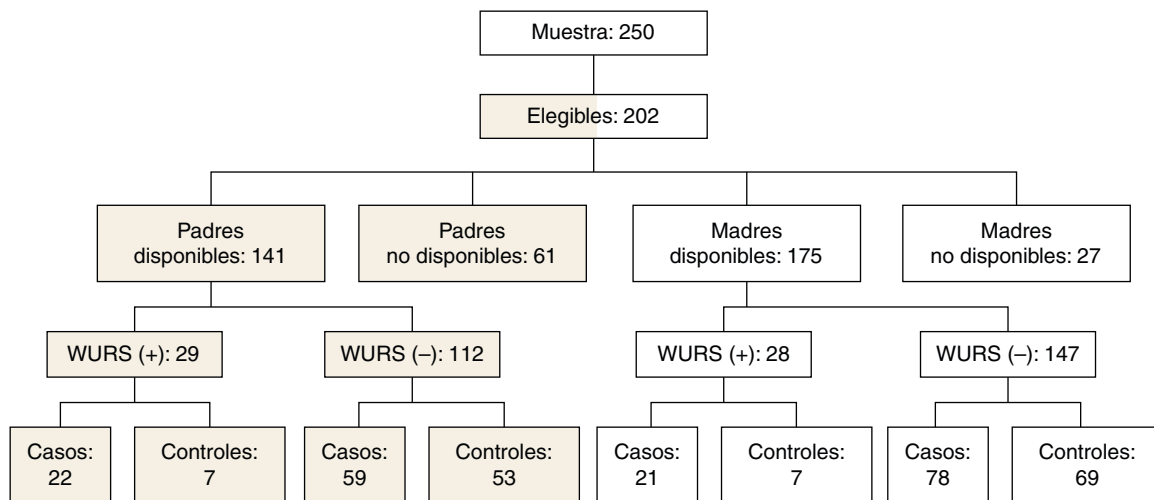 Muestra: 250
Elegibles: 202
Padres
disponibles: 141
Padres
no disponibles: 61
Madres
disponibles: 175
Madres
no disponibles: 27
WURS (+): 29
WURS (–): 112
WURS (+): 28
WURS (–): 147
Casos:
22
Controles:
7
Casos:
59
Controles:
53
Casos:
21
Controles:
7
Casos:
78
Controles:
69